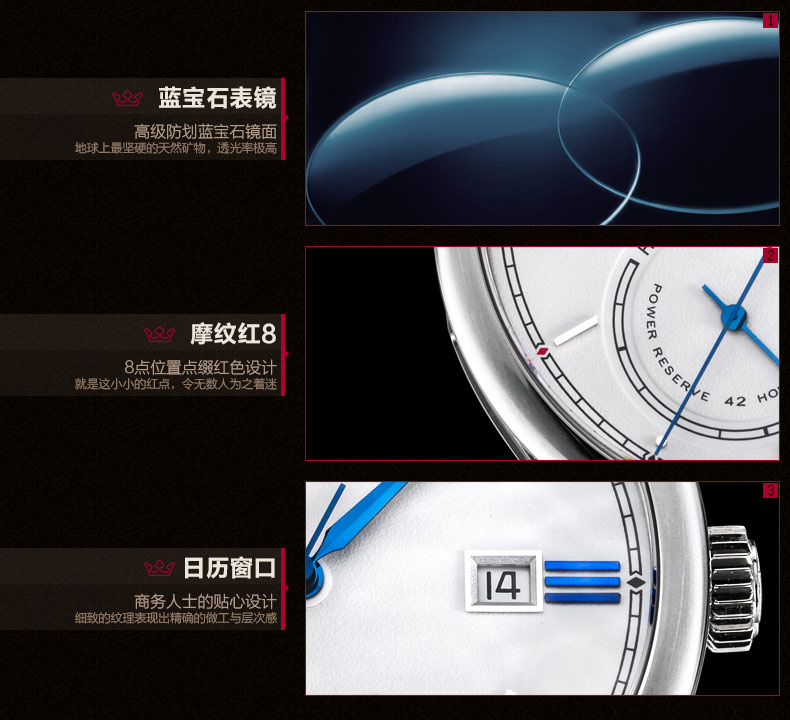 1
蓝宝石表镜
高级防划蓝宝石镜面
地球上最坚硬的天然矿物，透光率极高
2
摩纹红8
8点位置点缀红色设计
就是这小小的红点，令无数人为之着迷
POWER RESERVE 42 HO
3
日历窗口
商务人士的贴心设计
细致的纹理表现出精确的做工与层次感
14